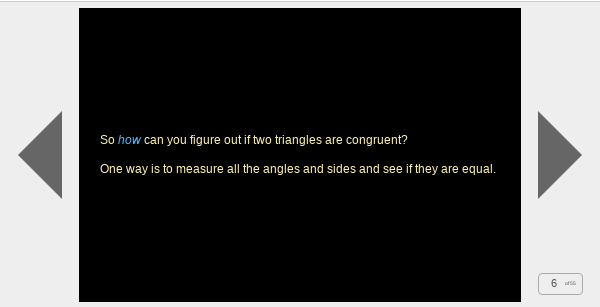 So how can you figure out if two triangles are congruent?
One way is to measure all the angles and sides and see if they are equal.
6 of 55